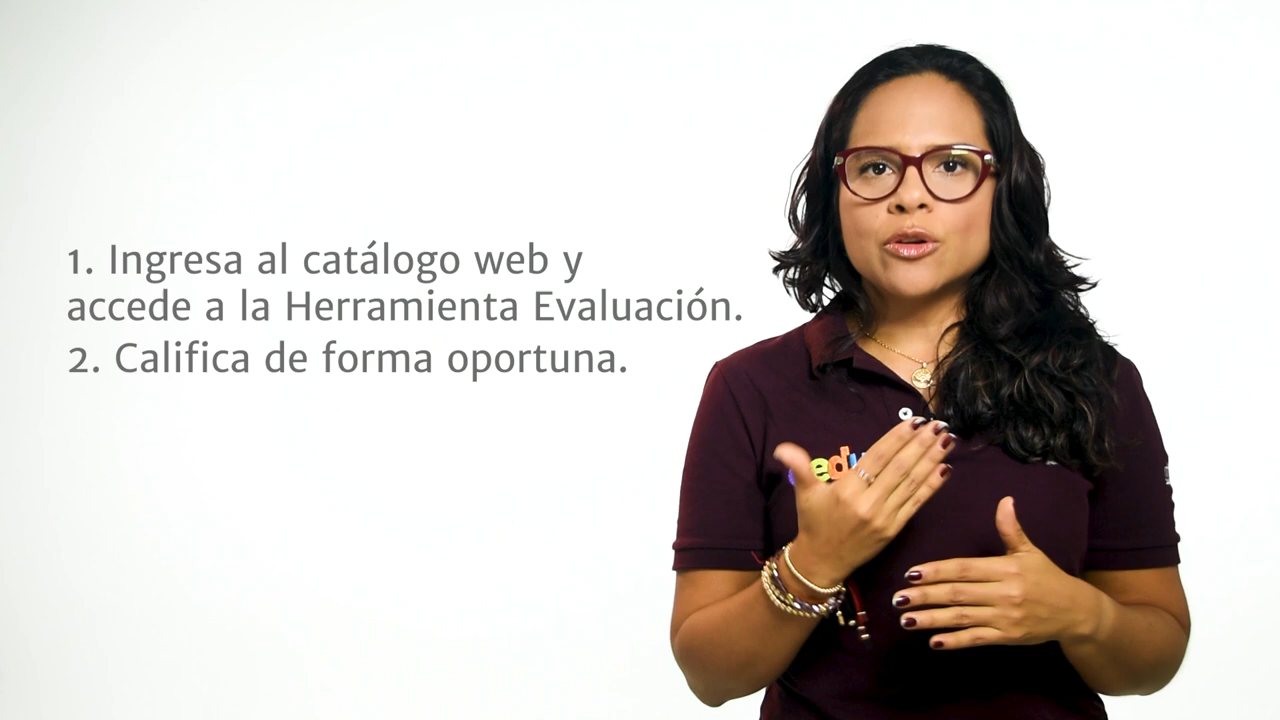 1. Ingresa al catálogo web y
accede a la Herramienta Evaluación.
2. Califica de forma oportuna.